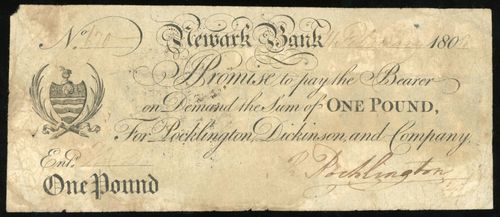 No.
Newark Bank 180
I Promise to pay the Bearer
on Demand the Sum of ONE POUND,
For Pocklington, Dickinson, and Company.
Entd.
One Pound
Pocklington